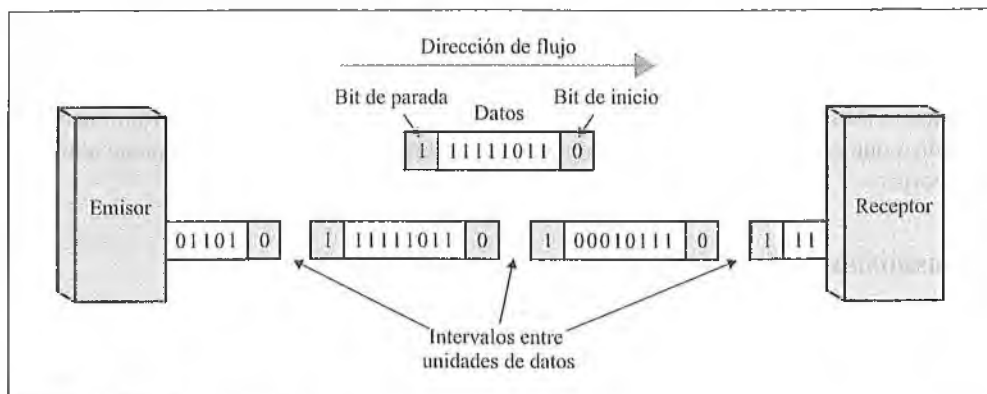 Dirección de flujo
Bit de parada Datos Bit de inicio
1 11111011 0
Emisor Receptor
01101 0 1 11111011 0 1 00010111 0 1 11
Intervalos entre
unidades de datos